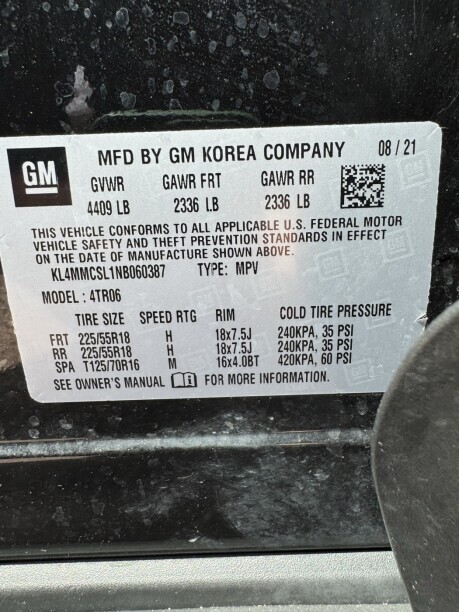 GM
MFD BY GM KOREA COMPANY 08 / 21
GVWR GAWR FRT GAWR RR
4409 LB 2336 LB 2336 LB
THIS VEHICLE CONFORMS TO ALL APPLICABLE U.S. FEDERAL MOTOR
VEHICLE SAFETY AND THEFT PREVENTION STANDARDS IN EFFECT
ON THE DATE OF MANUFACTURE SHOWN ABOVE.
KL4MMCSL1NB060387 TYPE: MPV
MODEL : 4TR06
TIRE SIZE SPEED RTG RIM COLD TIRE PRESSURE
FRT 225/55R18 H 18x7.5J 240KPA, 35 PSI
RR 225/55R18 H 18x7.5J 240KPA, 35 PSI
SPA T125/70R16 M 16x4.0BT 420KPA, 60 PSI
SEE OWNER'S MANUAL FOR MORE INFORMATION.